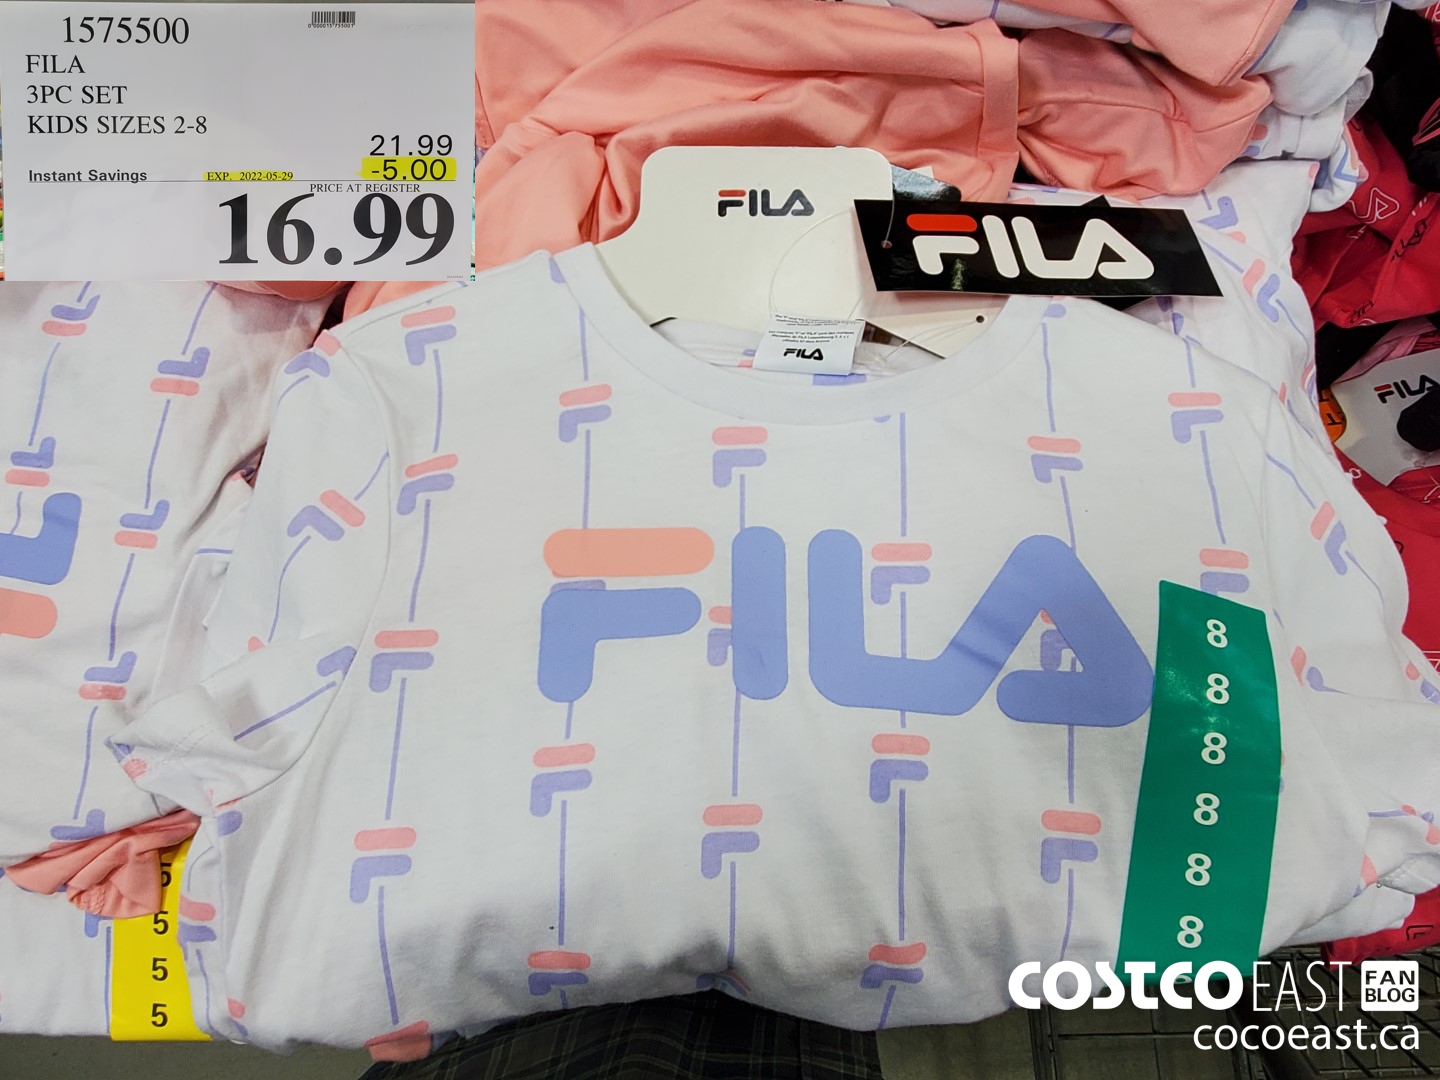 1575500
FILA
3PC SET
KIDS SIZES 2-8
21.99
-5.00
Instant Savings
EXP. 2022-05-29
PRICE AT REGISTER
16.99
FILA
FILA
FILA
FILA
FILA
8
8
8
8
8
8
5
5
5
5
COSTCO EAST FAN BLOG
cocoeast.ca